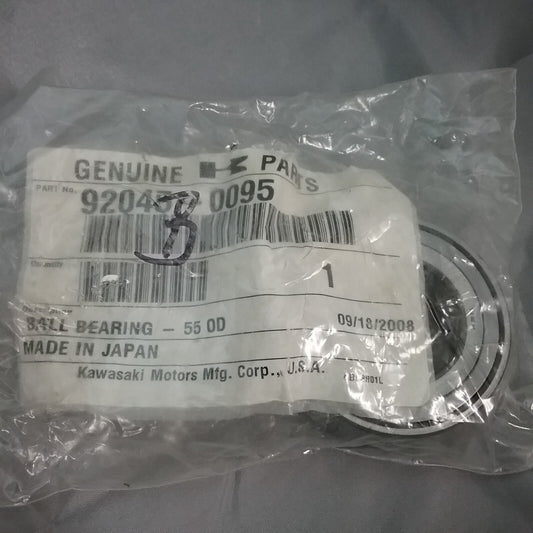 GENUINE PARTS
PART No.
0095
Quantity
1
BALL BEARING - 55 OD
09/18/2008
MADE IN JAPAN
Kawasaki Motors Mfg. Corp., U.S.A.